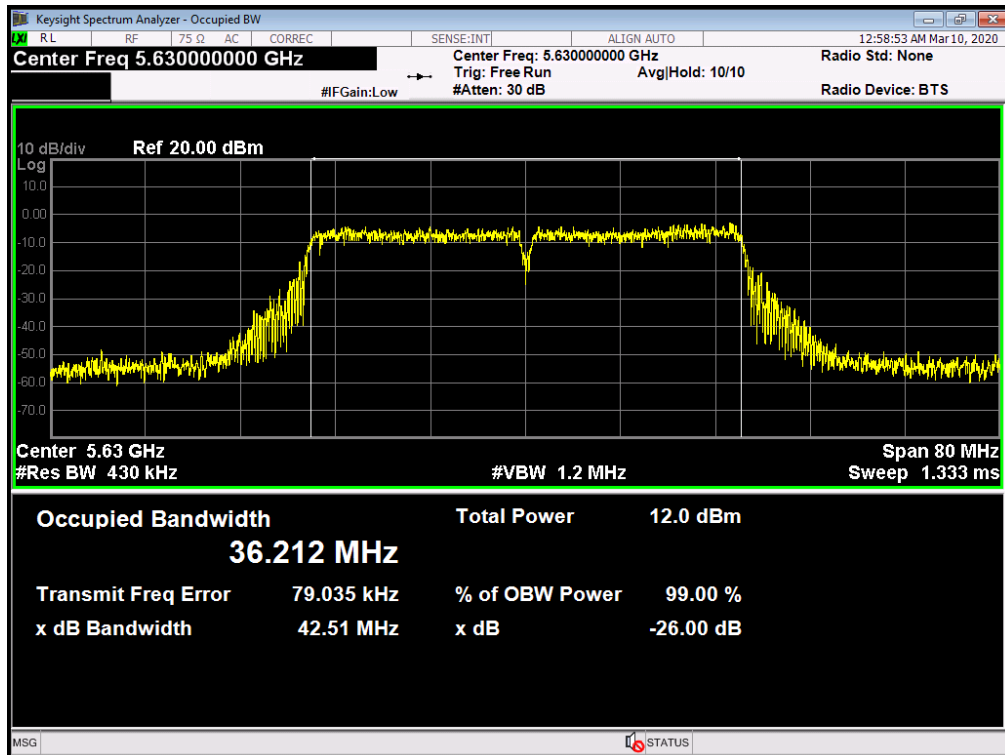 Keysight Spectrum Analyzer - Occupied BW
LXI RL RF 75 Ω AC CORREC SENSE:INT ALIGN AUTO 12:58:53 AM Mar 10, 2020
Center Freq 5.630000000 GHz
Center Freq: 5.630000000 GHz Radio Std: None
Trig: Free Run Avg|Hold: 10/10
#IFGain:Low #Atten: 30 dB Radio Device: BTS
10 dB/div Ref 20.00 dBm
Log
10.0
0.00
-10.0
-20.0
-30.0
-40.0
-50.0
-60.0
-70.0
Center 5.63 GHz Span 80 MHz
#Res BW 430 kHz #VBW 1.2 MHz Sweep 1.333 ms
Occupied Bandwidth Total Power 12.0 dBm
36.212 MHz
Transmit Freq Error 79.035 kHz % of OBW Power 99.00 %
x dB Bandwidth 42.51 MHz x dB -26.00 dB
MSG STATUS